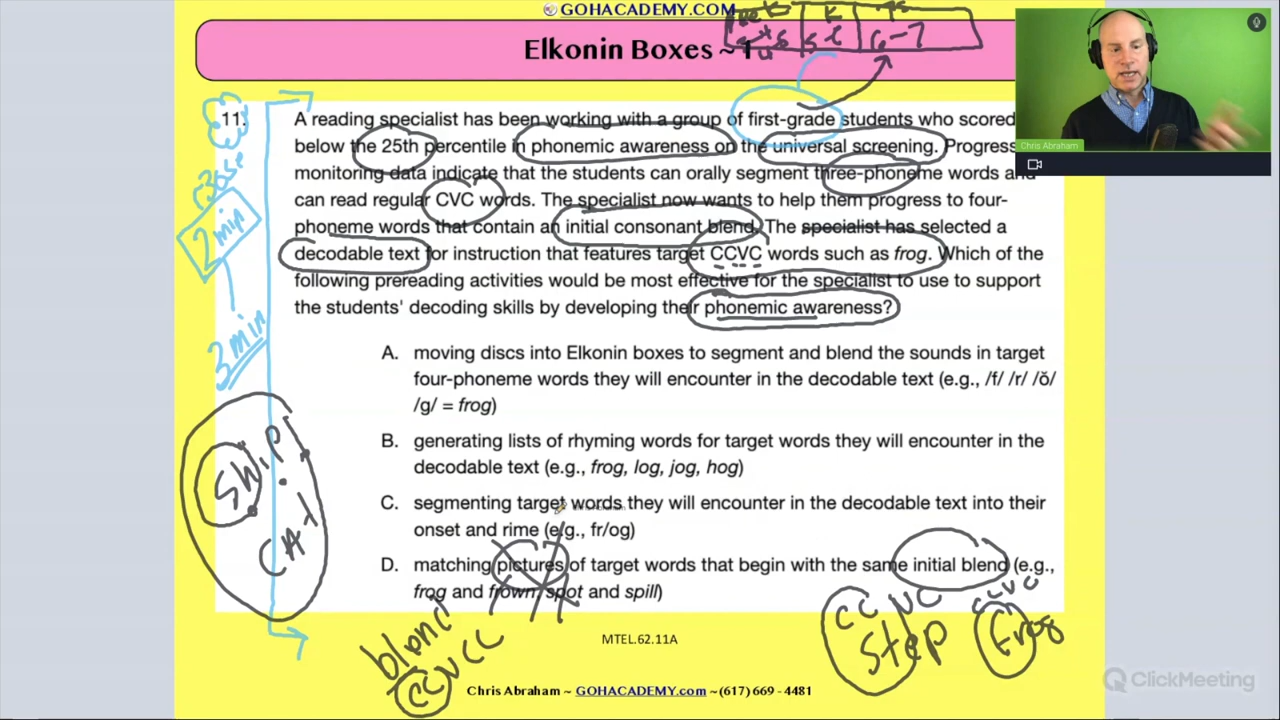 GOHACADEMY.COM
Elkonin Boxes ~ 1
K
6-7
11. A reading specialist has been working with a group of first-grade students who scored
below the 25th percentile in phonemic awareness on the universal screening. Progress
monitoring data indicate that the students can orally segment three-phoneme words and
can read regular CVC words. The specialist now wants to help them progress to four-
phoneme words that contain an initial consonant blend. The specialist has selected a
decodable text for instruction that features target CCVC words such as frog. Which of the
following prereading activities would be most effective for the specialist to use to support
the students' decoding skills by developing their phonemic awareness?
A. moving discs into Elkonin boxes to segment and blend the sounds in target
four-phoneme words they will encounter in the decodable text (e.g., /f/ /r/ /ŏ/
/g/ = frog)
B. generating lists of rhyming words for target words they will encounter in the
decodable text (e.g., frog, log, jog, hog)
C. segmenting target words they will encounter in the decodable text into their
onset and rime (e.g., fr/og)
D. matching pictures of target words that begin with the same initial blend (e.g.,
frog and frown, spot and spill)
2 min
3 min
Ship
CAT
blond
CCVCC
CCVC
Step
CCVC
Frog
MTEL.62.11A
Chris Abraham ~ GOHACADEMY.com ~(617) 669 - 4481
Chris Abraham
ClickMeeting